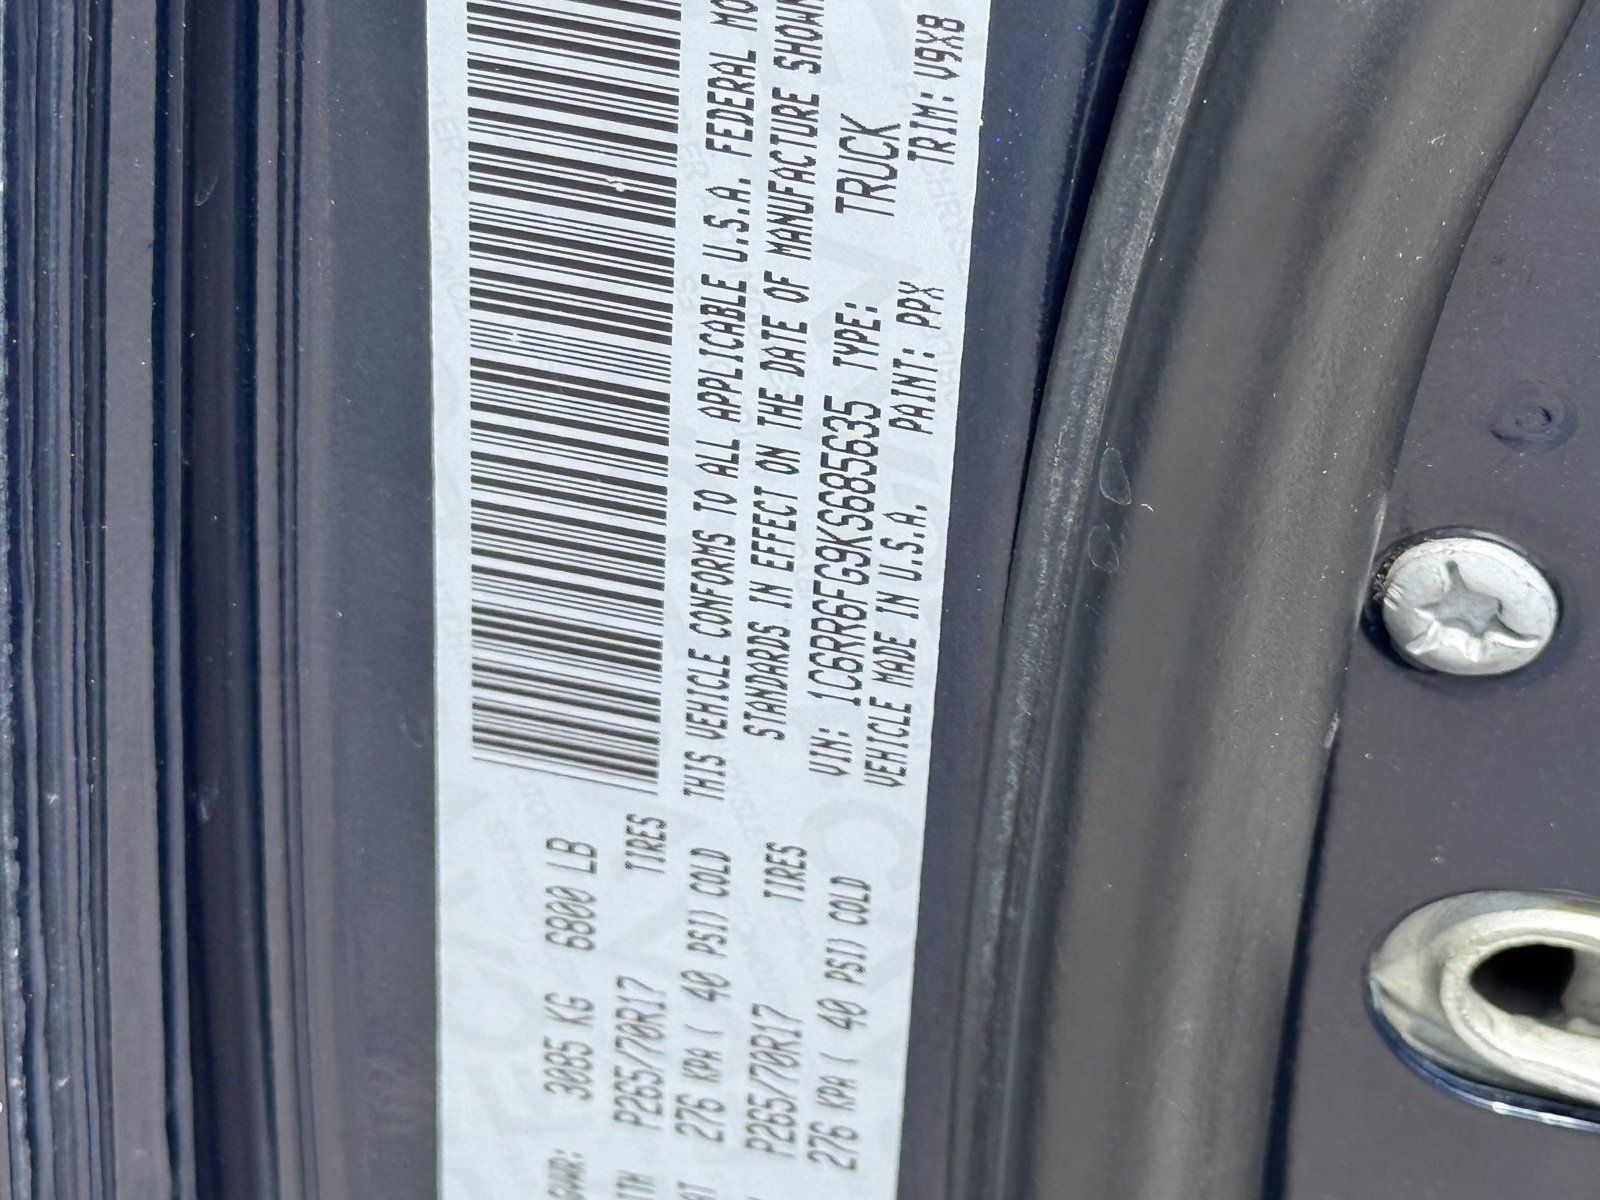 GVWR: 3085 KG 6800 LB
P265/70R17 TIRES
276 KPA ( 40 PSI) COLD
P265/70R17 TIRES
276 KPA ( 40 PSI) COLD
THIS VEHICLE CONFORMS TO ALL APPLICABLE U.S.A. FEDERAL
STANDARDS IN EFFECT ON THE DATE OF MANUFACTURE SHOWN
VIN: 1C6RR6FG9KS685635 TYPE: TRUCK
VEHICLE MADE IN U.S.A. PAINT: PPX TRIM: V9X8